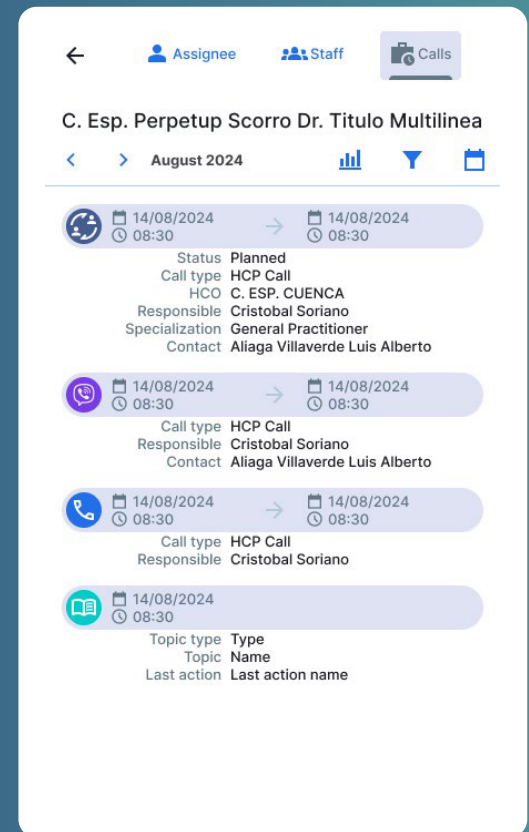 Assignee Staff Calls
C. Esp. Perpetup Scorro Dr. Titulo Multilinea
August 2024
14/08/2024 14/08/2024
08:30 08:30
Status Planned
Call type HCP Call
HCO C. ESP. CUENCA
Responsible Cristobal Soriano
Specialization General Practitioner
Contact Aliaga Villaverde Luis Alberto
14/08/2024 14/08/2024
08:30 08:30
Call type HCP Call
Responsible Cristobal Soriano
Contact Aliaga Villaverde Luis Alberto
14/08/2024 14/08/2024
08:30 08:30
Call type HCP Call
Responsible Cristobal Soriano
14/08/2024
08:30
Topic type Type
Topic Name
Last action Last action name